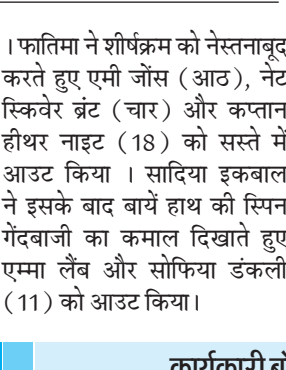 । फातिमा ने शीर्षक्रम को नेस्तनाबूद
करते हुए एमी जोंस (आठ), नेट
स्किवेर ब्रंट (चार) और कप्तान
हीथर नाइट (18) को सस्ते में
आउट किया । सादिया इकबाल
ने इसके बाद बायें हाथ की स्पिन
गेंदबाजी का कमाल दिखाते हुए
एम्मा लैंब और सोफिया डंकली
(11) को आउट किया।
कार्यकारी